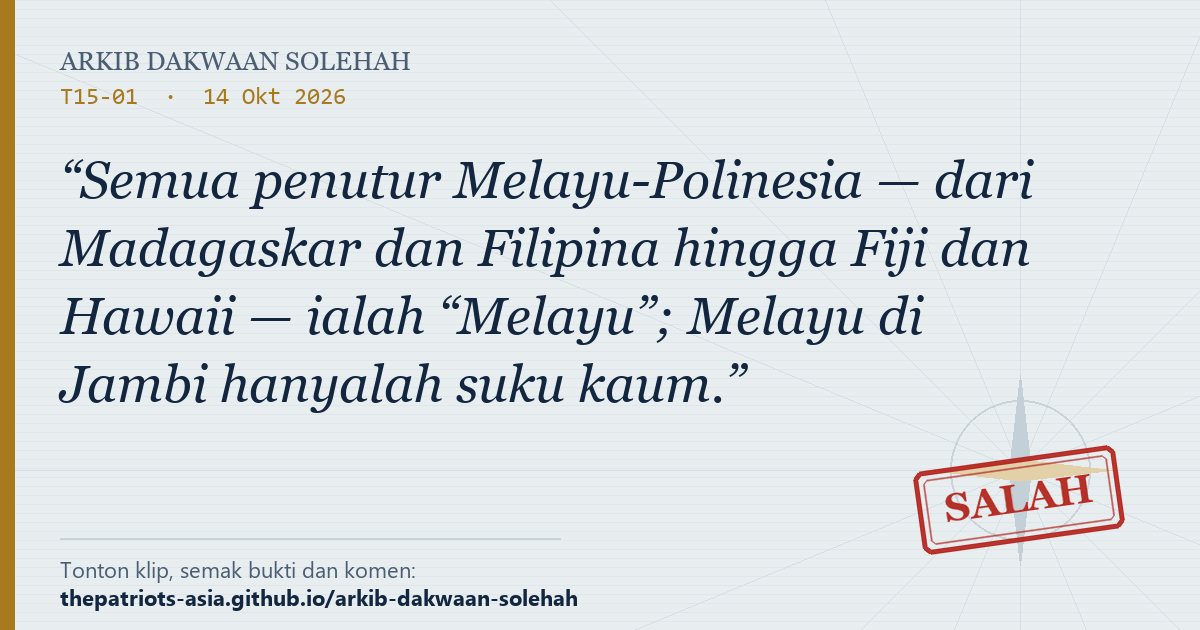 ARKIB DAKWAAN SOLEHAH
T15-01 · 14 Okt 2026
“Semua penutur Melayu-Polinesia — dari
Madagaskar dan Filipina hingga Fiji dan
Hawaii — ialah “Melayu”; Melayu di
Jambi hanyalah suku kaum.”
SALAH
Tonton klip, semak bukti dan komen:
thepatriots-asia.github.io/arkib-dakwaan-solehah